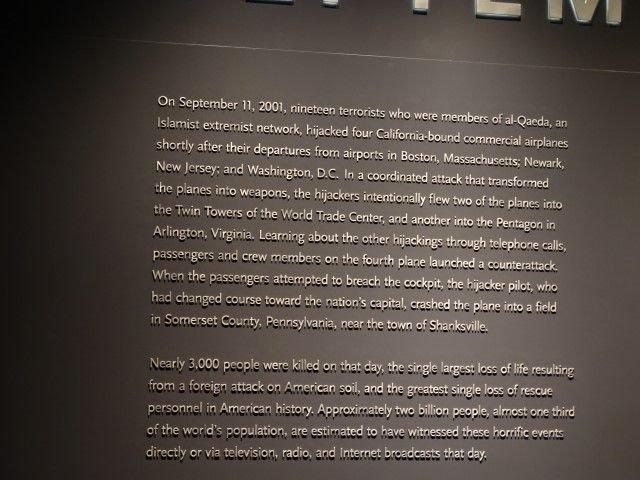 TEM
On September 11, 2001, nineteen terrorists who were members of al-Qaeda, an
Islamist extremist network, hijacked four California-bound commercial airplanes
shortly after their departures from airports in Boston, Massachusetts; Newark,
New Jersey; and Washington, D.C. In a coordinated attack that transformed
the planes into weapons, the hijackers intentionally flew two of the planes into
the Twin Towers of the World Trade Center, and another into the Pentagon in
Arlington, Virginia. Learning about the other hijackings through telephone calls,
passengers and crew members on the fourth plane launched a counterattack.
When the passengers attempted to breach the cockpit, the hijacker pilot, who
had changed course toward the nation's capital, crashed the plane into a field
in Somerset County, Pennsylvania, near the town of Shanksville.
Nearly 3,000 people were killed on that day, the single largest loss of life resulting
from a foreign attack on American soil, and the greatest single loss of rescue
personnel in American history. Approximately two billion people, almost one third
of the world's population, are estimated to have witnessed these horrific events
directly or via television, radio, and Internet broadcasts that day.